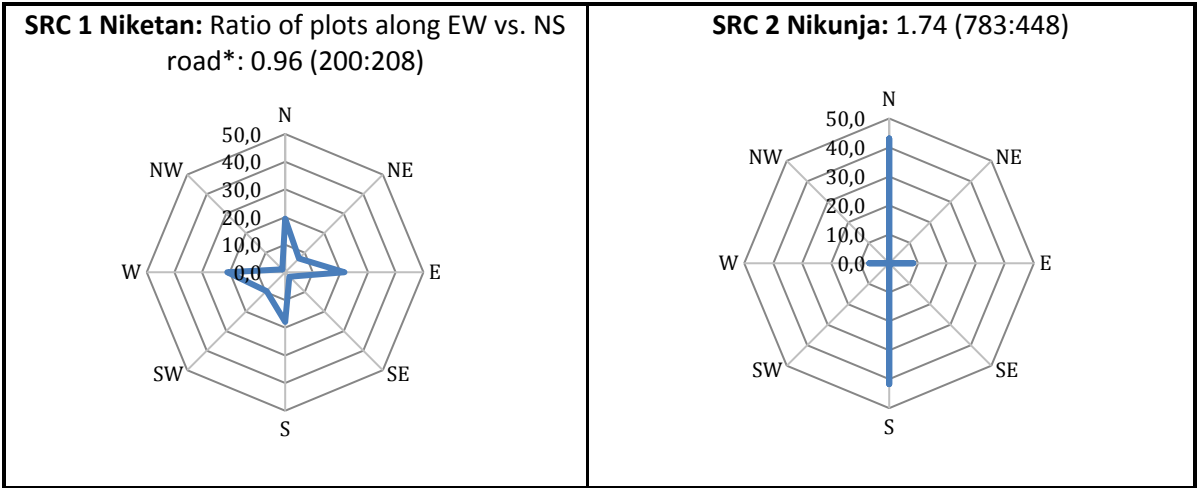 SRC 1 Niketan: Ratio of plots along EW vs. NS
road*: 0.96 (200:208)
N
50,0
NW
40,0
NE
30,0
20,0
10,0
W
0,0
E
SW
SE
S
SRC 2 Nikunja: 1.74 (783:448)
N
50,0
NW
40,0
NE
30,0
20,0
10,0
W
0,0
E
SW
SE
S